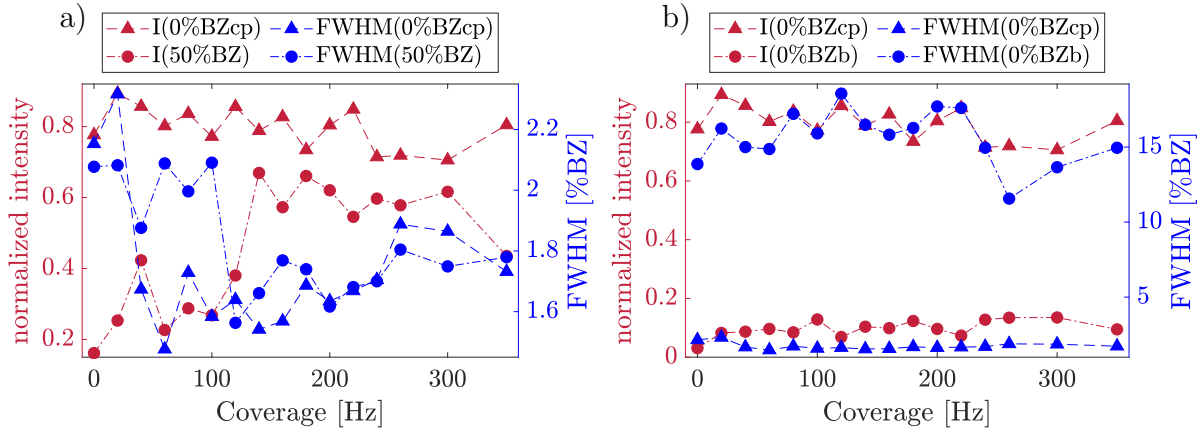 a)
I(0%BZcp) FWHM(0%BZcp)
I(50%BZ) FWHM(50%BZ)
normalized intensity
0.8
0.6
0.4
0.2
0 100 200 300
Coverage [Hz]
2.2
2
1.8
1.6
FWHM [%BZ]
b)
I(0%BZcp) FWHM(0%BZcp)
I(0%BZb) FWHM(0%BZb)
normalized intensity
0.8
0.6
0.4
0.2
0
0 100 200 300
Coverage [Hz]
15
10
5
FWHM [%BZ]